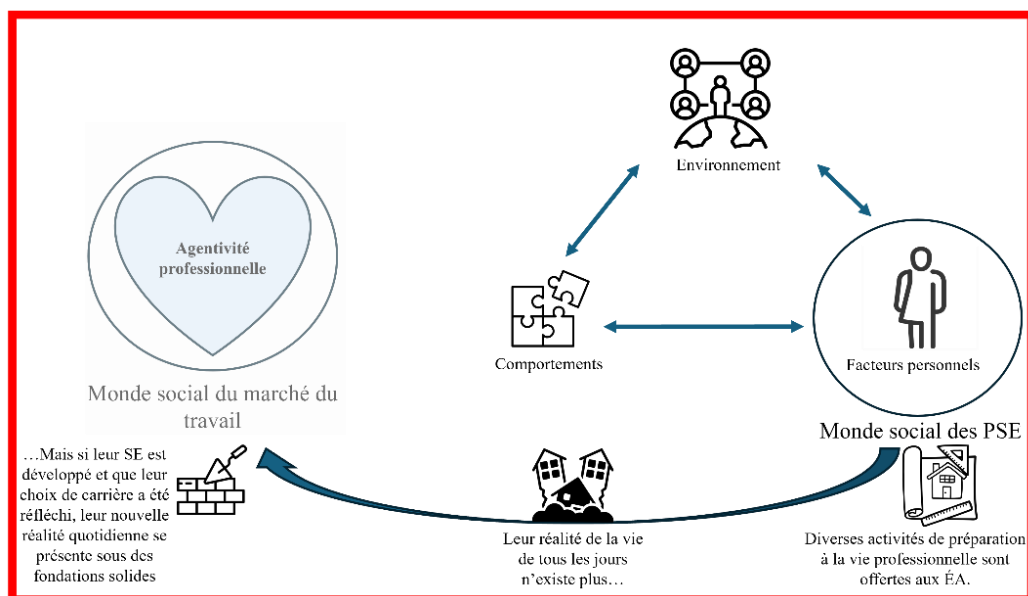 Environnement
Agentivité
professionnelle
Comportements
Facteurs personnels
Monde social du marché du
travail
Monde social des PSE
…Mais si leur SE est
développé et que leur
choix de carrière a été
réfléchi, leur nouvelle
réalité quotidienne se
présente sous des
fondations solides
Leur réalité de la vie
de tous les jours
n’existe plus…
Diverses activités de préparation
à la vie professionnelle sont
offertes aux ÉA.